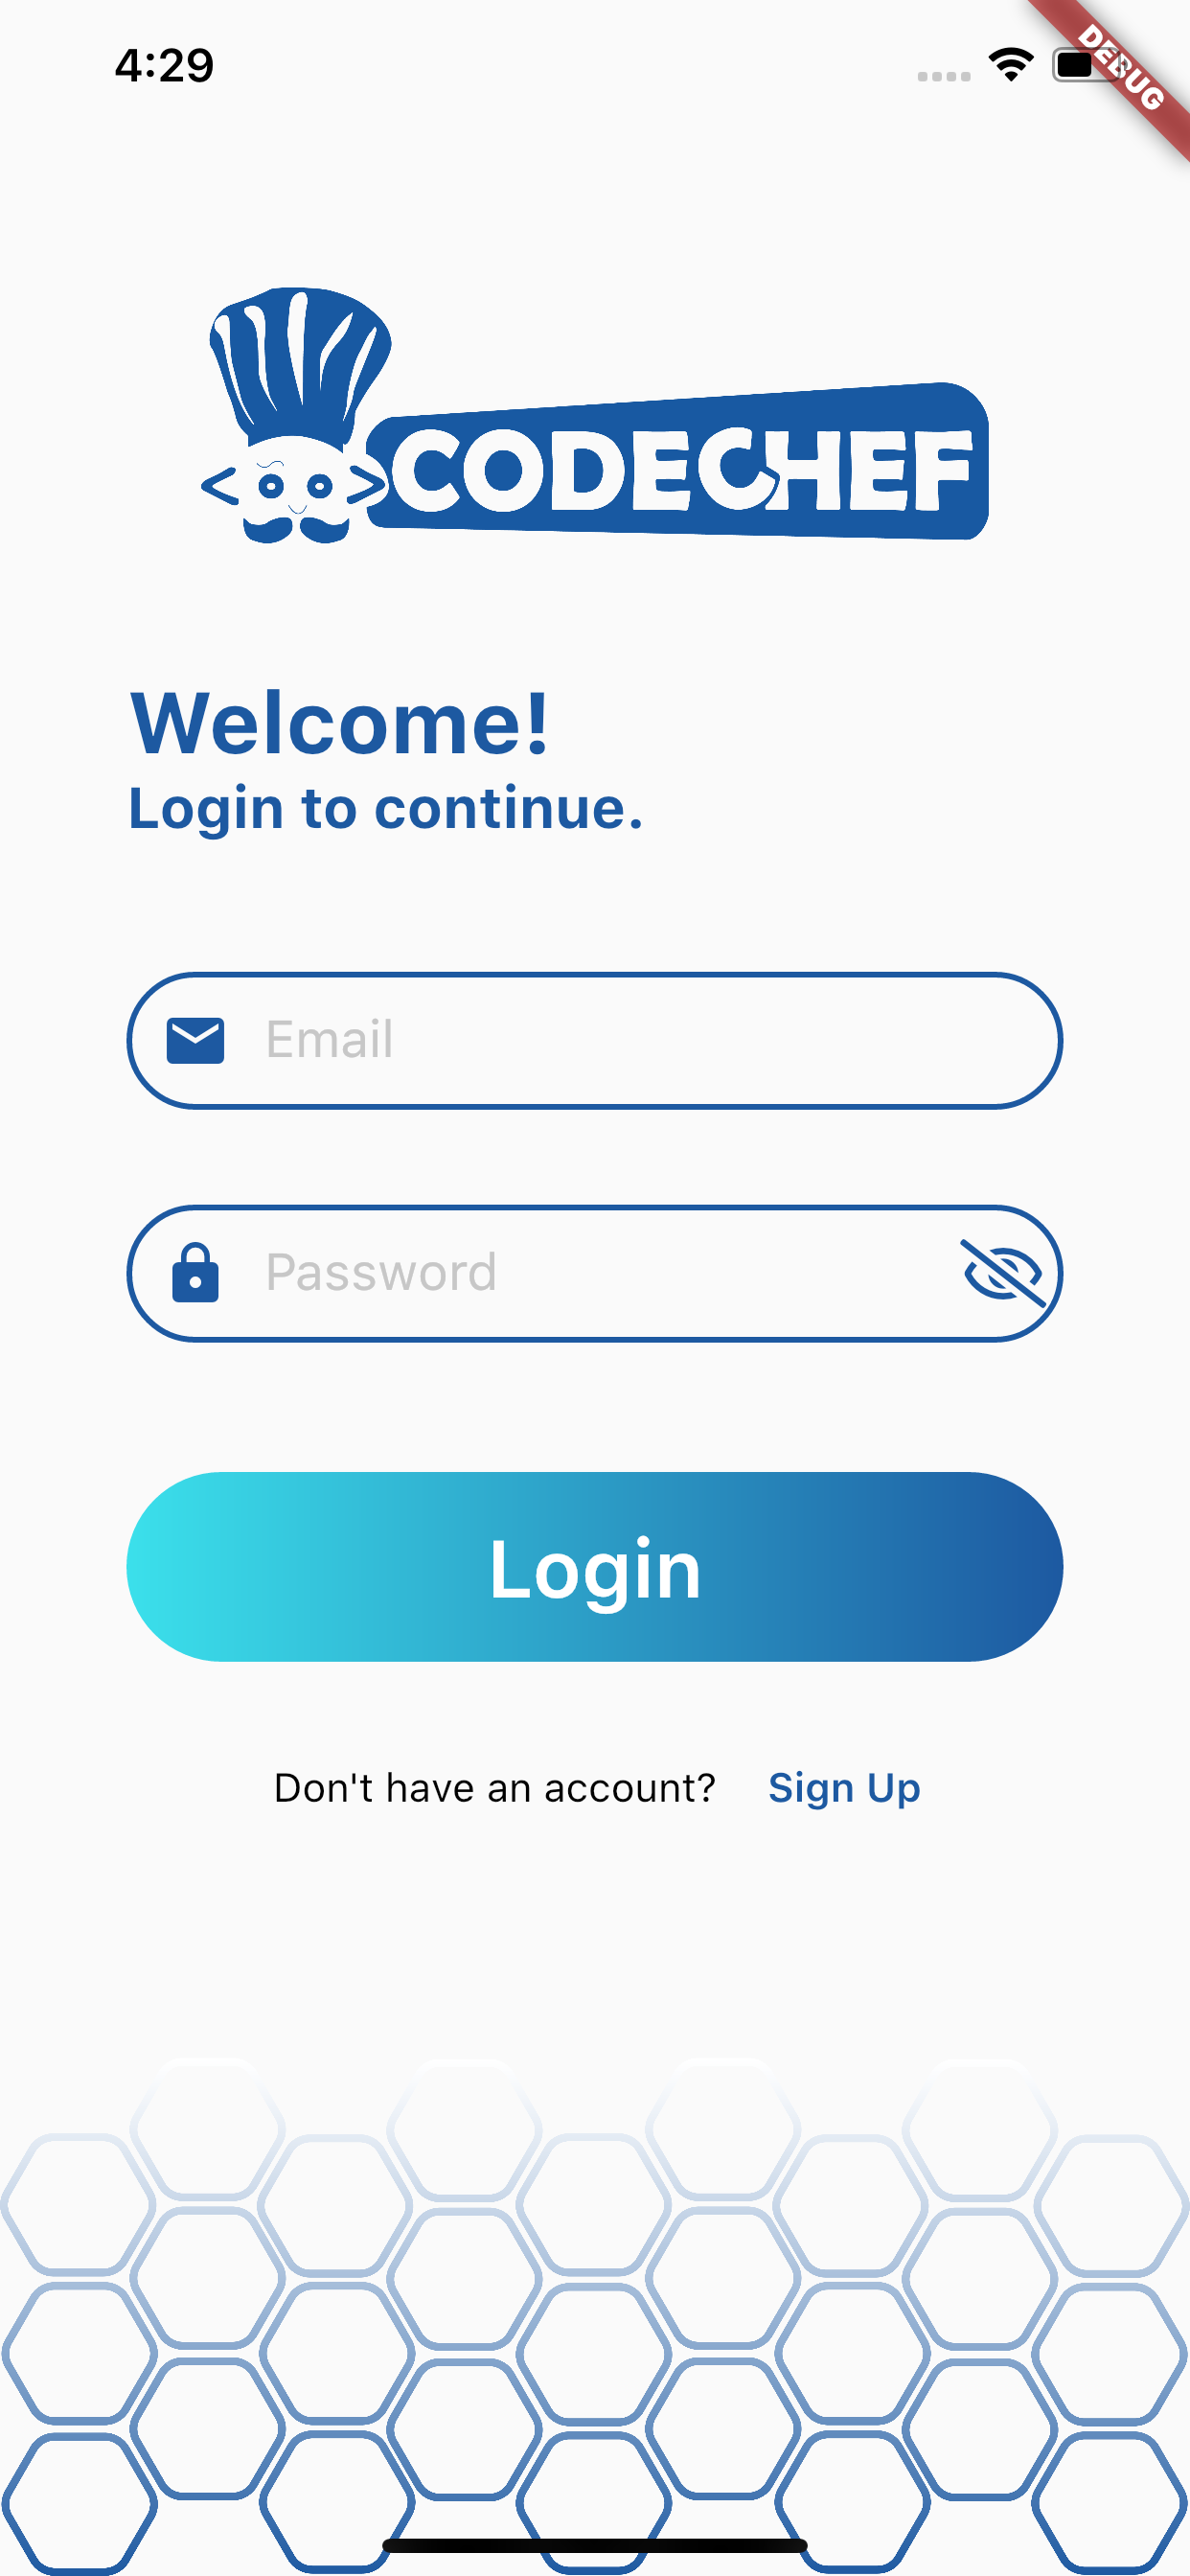 4:29
DEBUG
CODECHEF
Welcome!
Login to continue.
Email
Password
Login
Don't have an account? Sign Up